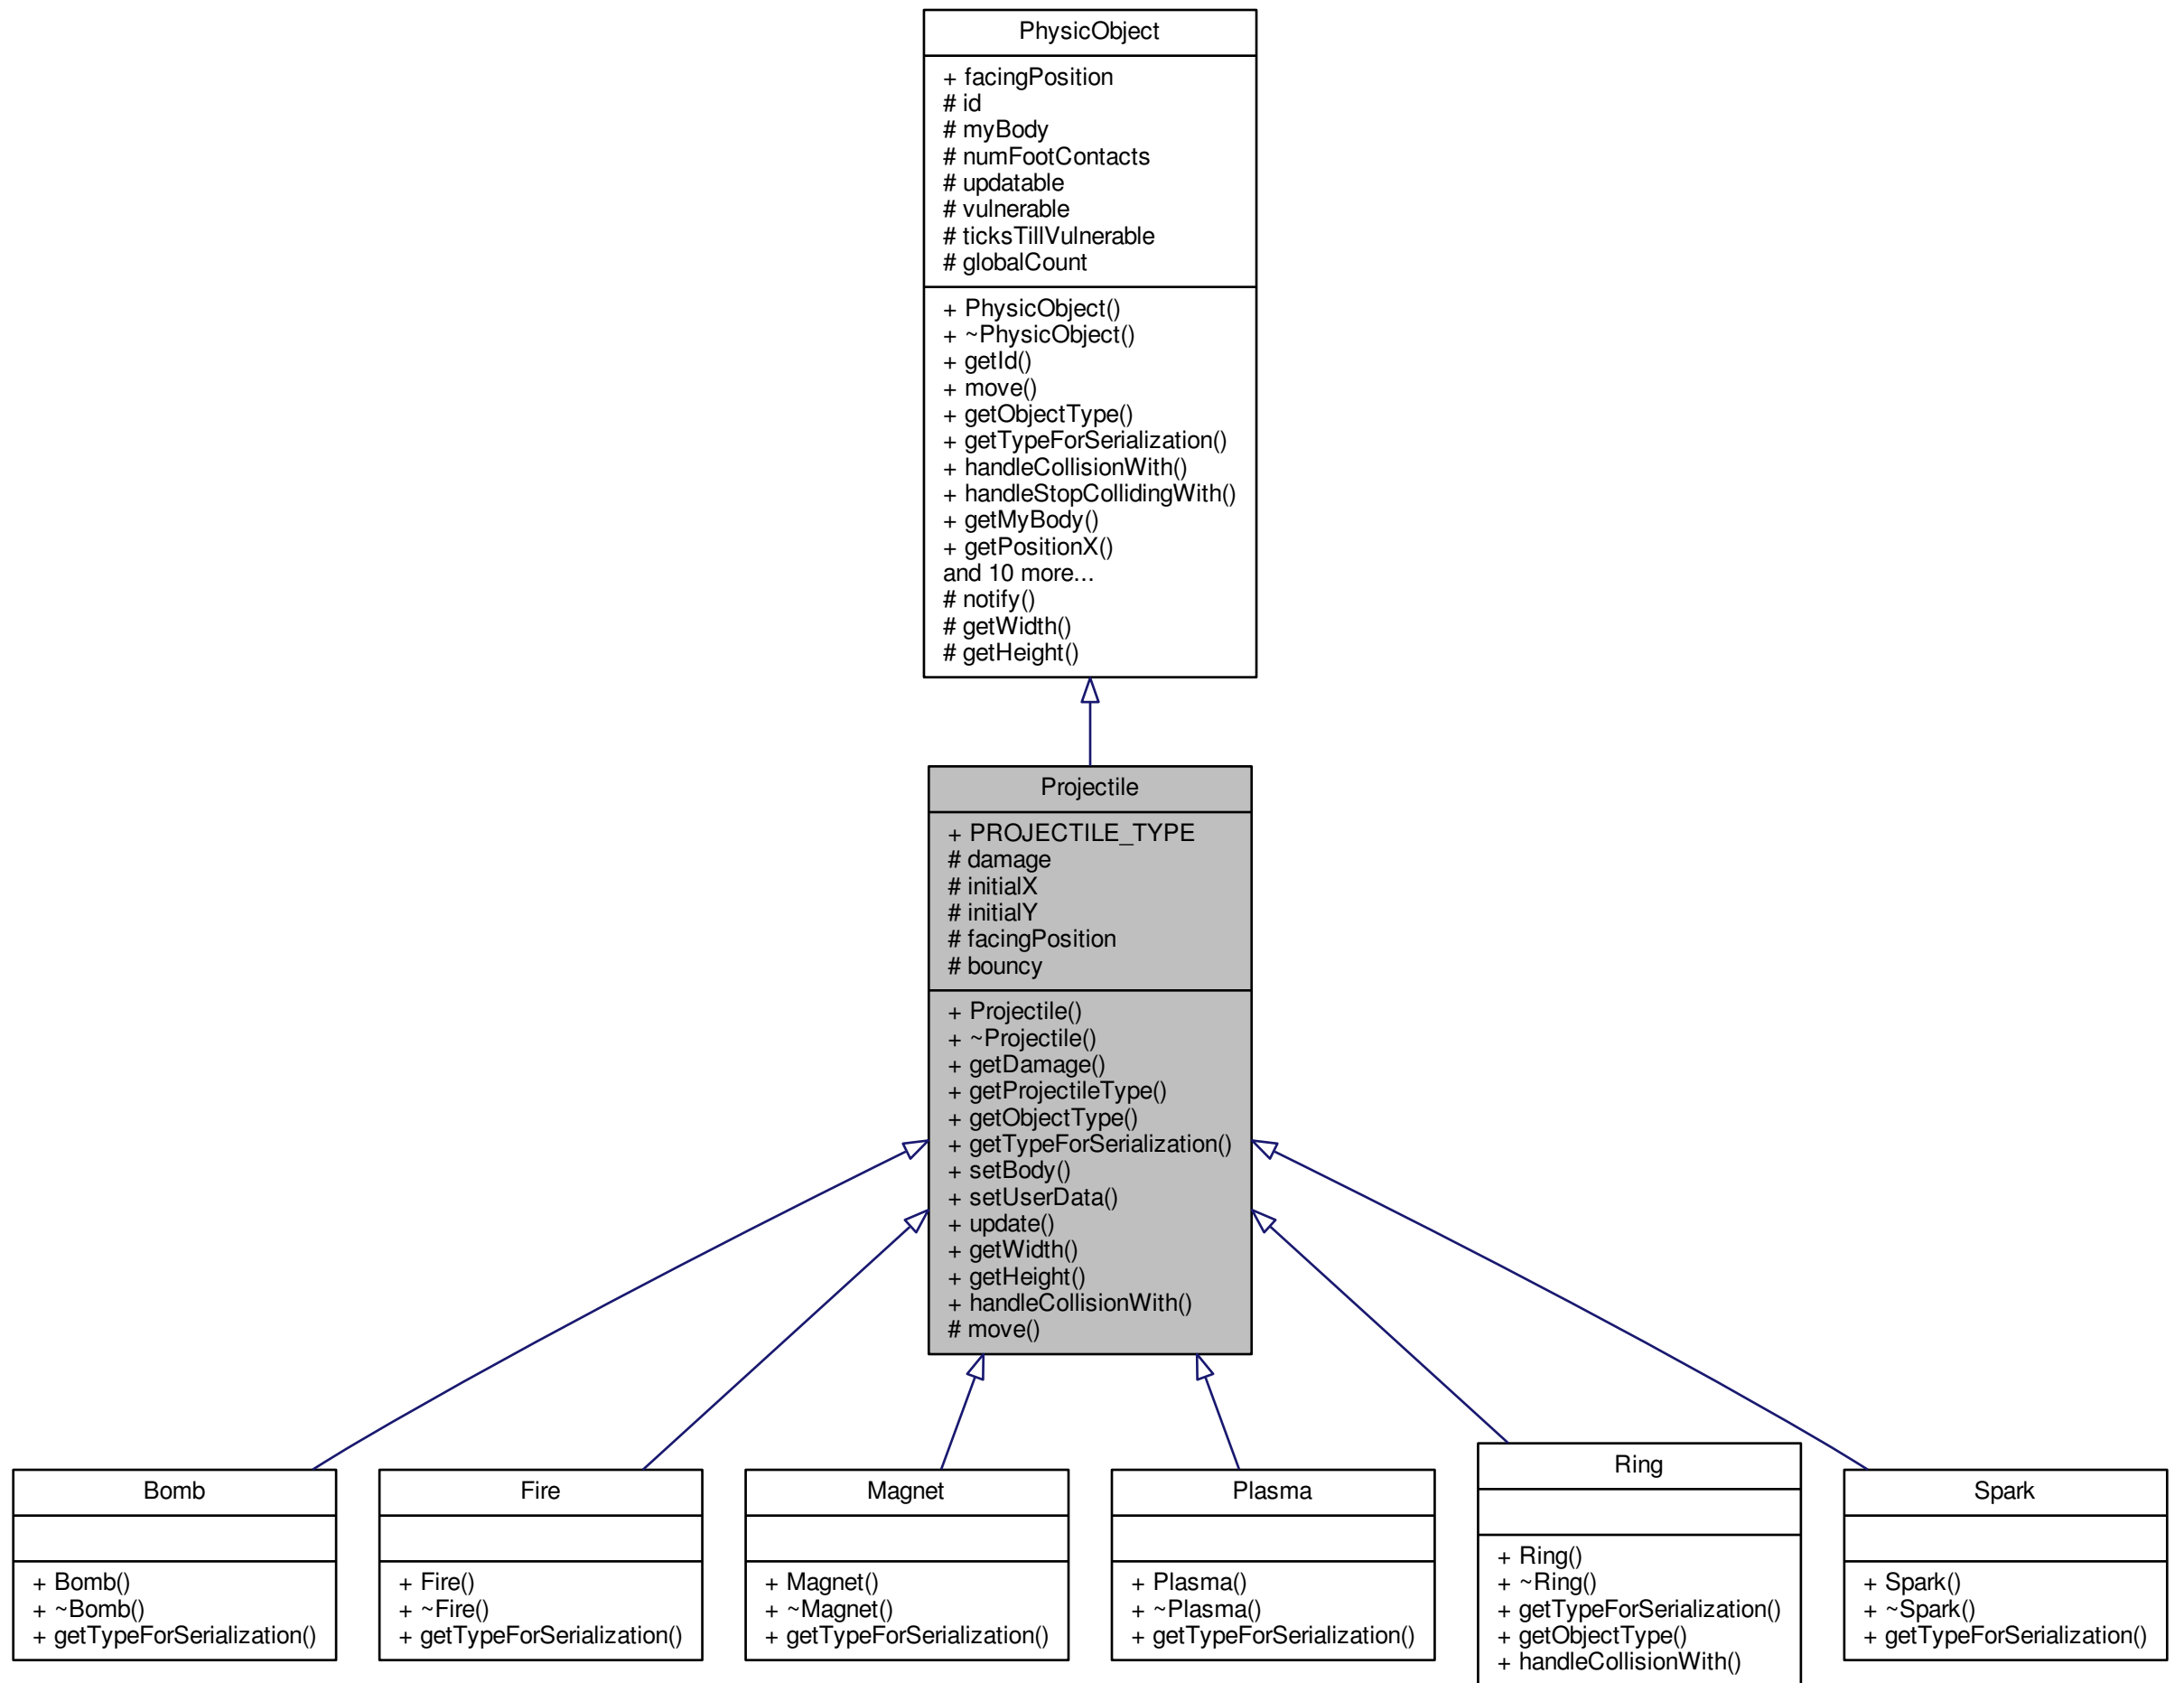 PhysicObject
+ facingPosition
# id
# myBody
# numFootContacts
# updatable
# vulnerable
# ticksTillVulnerable
# globalCount
+ PhysicObject()
+ ~PhysicObject()
+ getId()
+ move()
+ getObjectType()
+ getTypeForSerialization()
+ handleCollisionWith()
+ handleStopCollidingWith()
+ getMyBody()
+ getPositionX()
and 10 more...
# notify()
# getWidth()
# getHeight()
Projectile
+ PROJECTILE_TYPE
# damage
# initialX
# initialY
# facingPosition
# bouncy
+ Projectile()
+ ~Projectile()
+ getDamage()
+ getProjectileType()
+ getObjectType()
+ getTypeForSerialization()
+ setBody()
+ setUserData()
+ update()
+ getWidth()
+ getHeight()
+ handleCollisionWith()
# move()
Bomb
+ Bomb()
+ ~Bomb()
+ getTypeForSerialization()
Fire
+ Fire()
+ ~Fire()
+ getTypeForSerialization()
Magnet
+ Magnet()
+ ~Magnet()
+ getTypeForSerialization()
Plasma
+ Plasma()
+ ~Plasma()
+ getTypeForSerialization()
Ring
+ Ring()
+ ~Ring()
+ getTypeForSerialization()
+ getObjectType()
+ handleCollisionWith()
Spark
+ Spark()
+ ~Spark()
+ getTypeForSerialization()